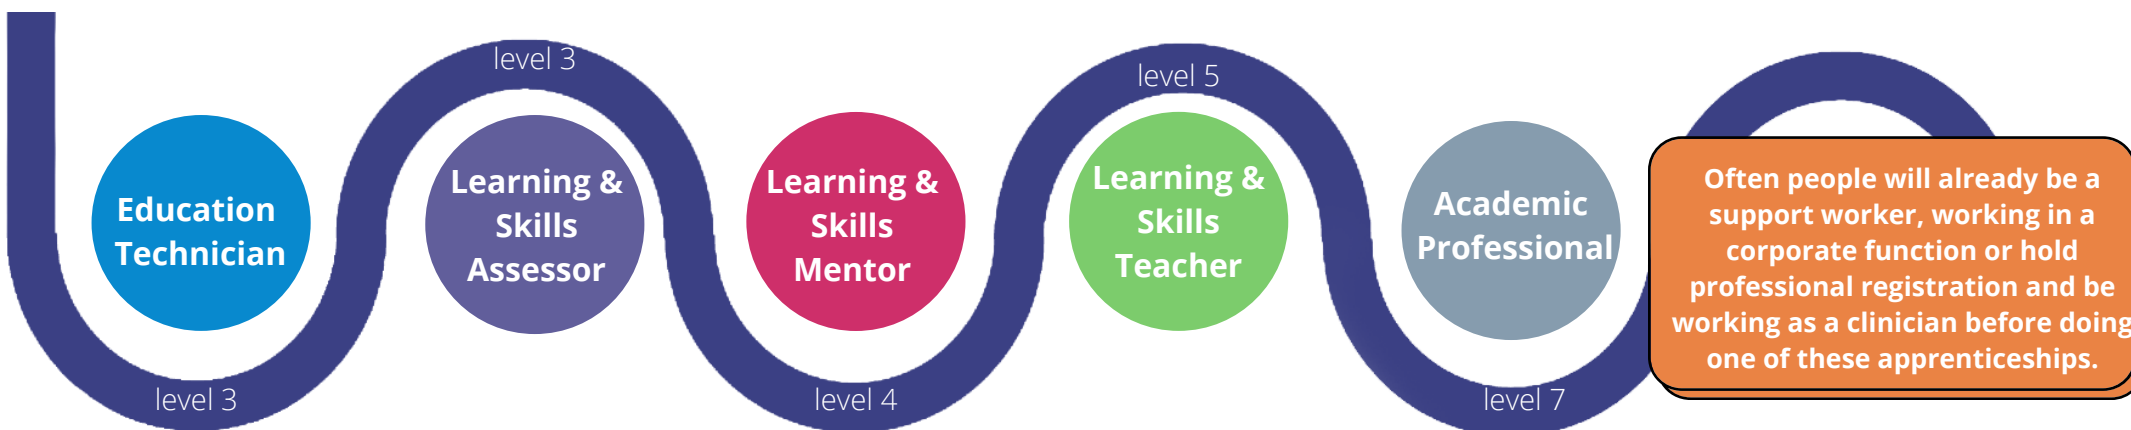 Education
Technician
level 3
level 3
Learning &
Skills
Assessor
Learning &
Skills
Mentor
level 4
level 5
Learning &
Skills
Teacher
Academic
Professional
level 7
Often people will already be a
support worker, working in a
corporate function or hold
professional registration and be
working as a clinician before doing
one of these apprenticeships.